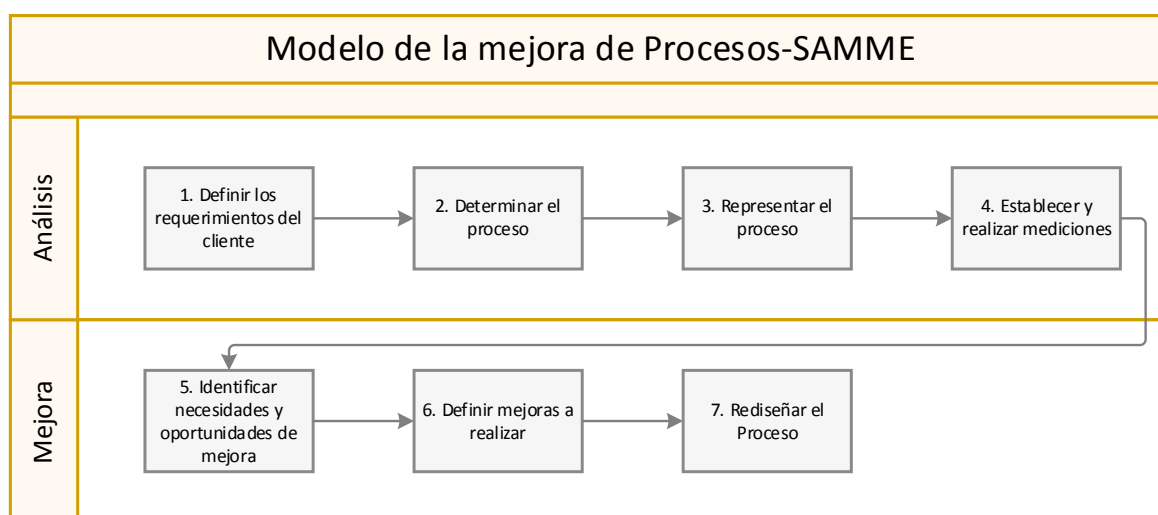 Modelo de la mejora de Procesos-SAMME
Análisis
1. Definir los
requerimientos del
cliente
2. Determinar el
proceso
3. Representar el
proceso
4. Establecer y
realizar mediciones
Mejora
5. Identificar
necesidades y
oportunidades de
mejora
6. Definir mejoras a
realizar
7. Rediseñar el
Proceso